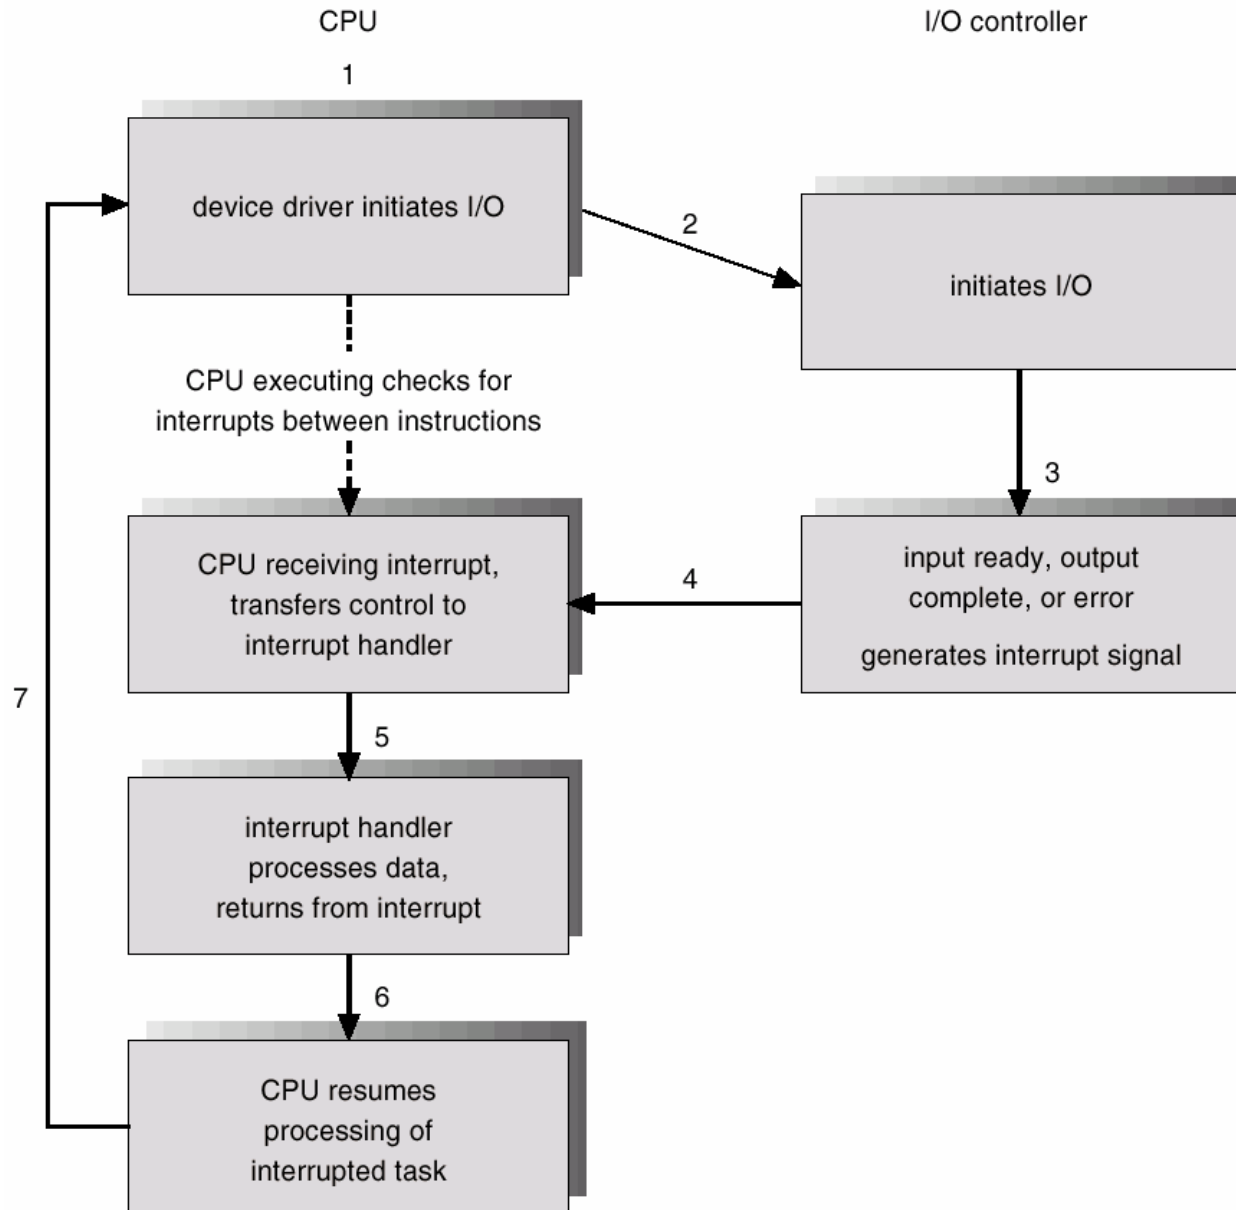 CPU
I/O controller
1
device driver initiates I/O
2
initiates I/O
CPU executing checks for
interrupts between instructions
3
CPU receiving interrupt,
transfers control to
interrupt handler
4
input ready, output
complete, or error
generates interrupt signal
7
5
interrupt handler
processes data,
returns from interrupt
6
CPU resumes
processing of
interrupted task